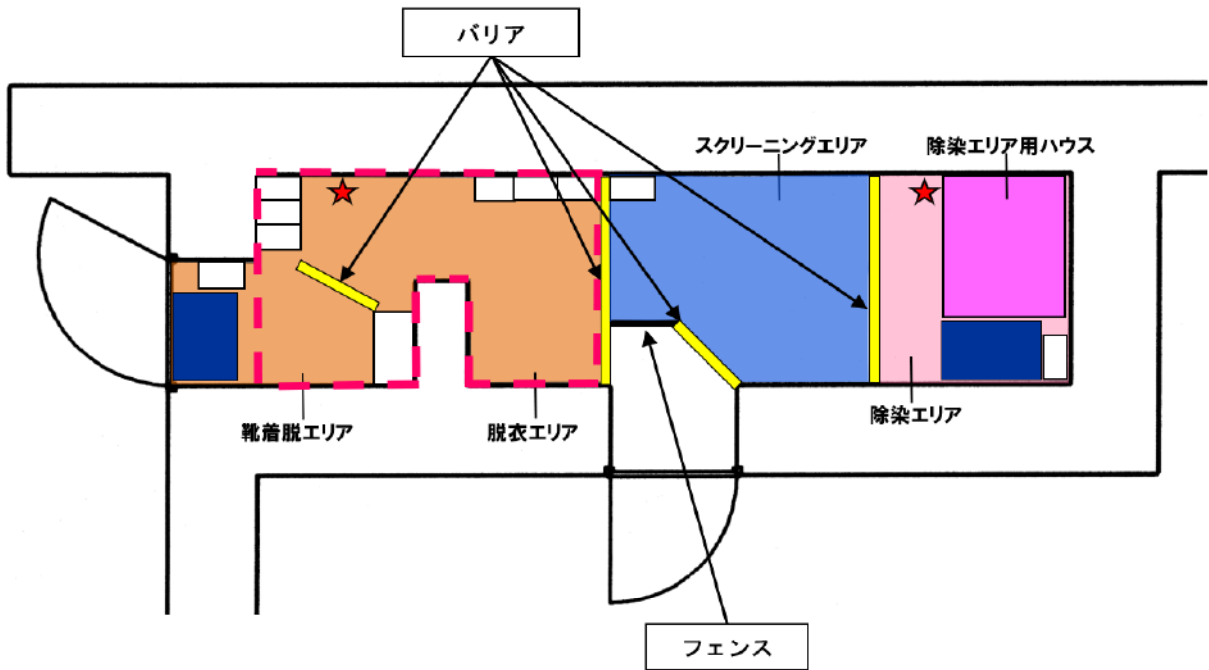 バリア
スクリーニングエリア
除染エリア用ハウス
靴着脱エリア
脱衣エリア
除染エリア
フェンス